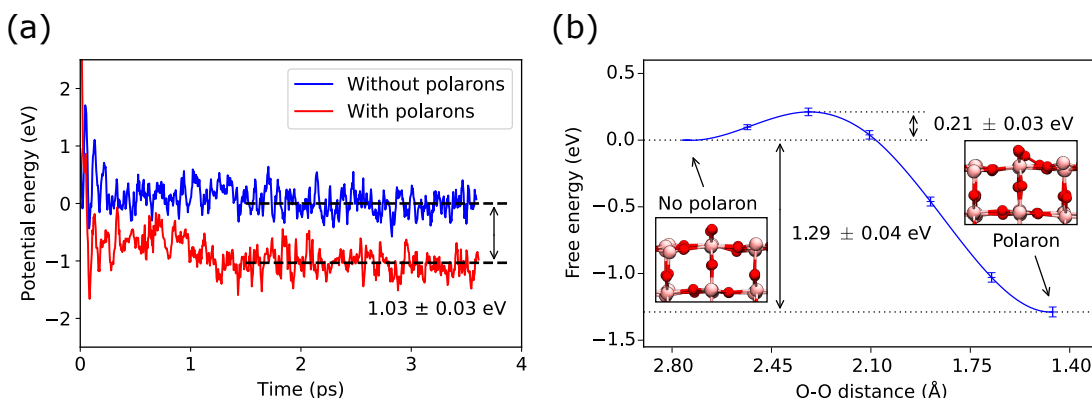 (a)
Potential energy (eV)
2
1
0
−1
−2
Without polarons
With polarons
1.03 ± 0.03 eV
0
1
2
3
4
Time (ps)
(b)
Free energy (eV)
0.5
0.0
−0.5
−1.0
−1.5
0.21 ± 0.03 eV
No polaron
1.29 ± 0.04 eV
Polaron
2.80
2.45
2.10
1.75
1.40
O-O distance (Å)